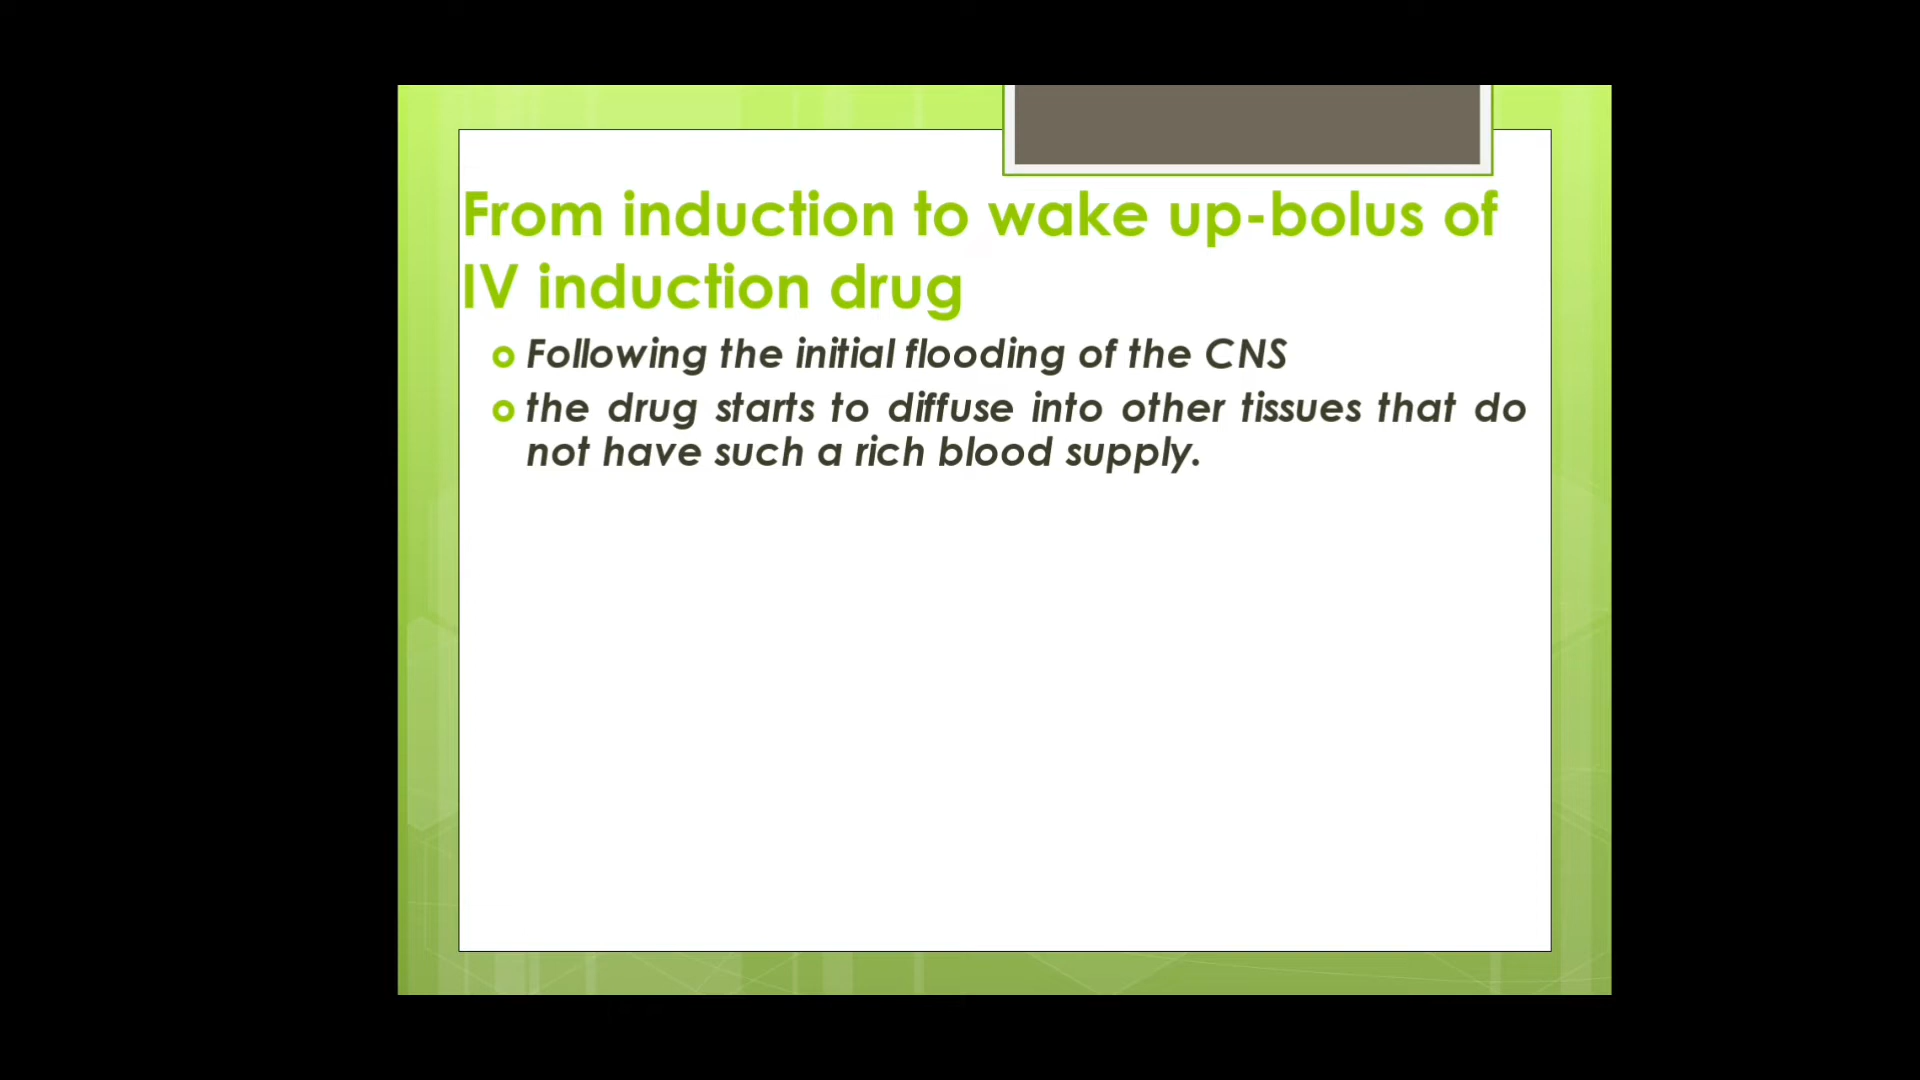 From induction to wake up-bolus of
IV induction drug
Following the initial flooding of the CNS
the drug starts to diffuse into other tissues that do
not have such a rich blood supply.